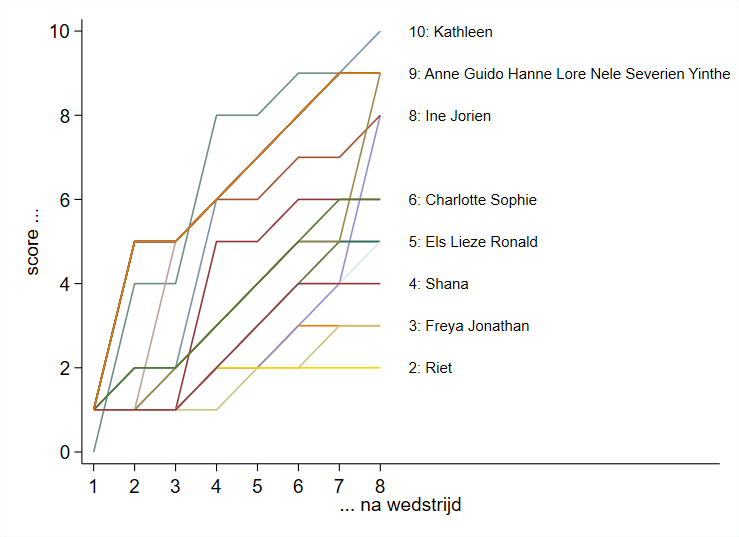 10
8
6
4
2
0
score ...
1 2 3 4 5 6 7 8
... na wedstrijd
10: Kathleen
9: Anne Guido Hanne Lore Nele Severien Yinthe
8: Ine Jorien
6: Charlotte Sophie
5: Els Lieze Ronald
4: Shana
3: Freya Jonathan
2: Riet